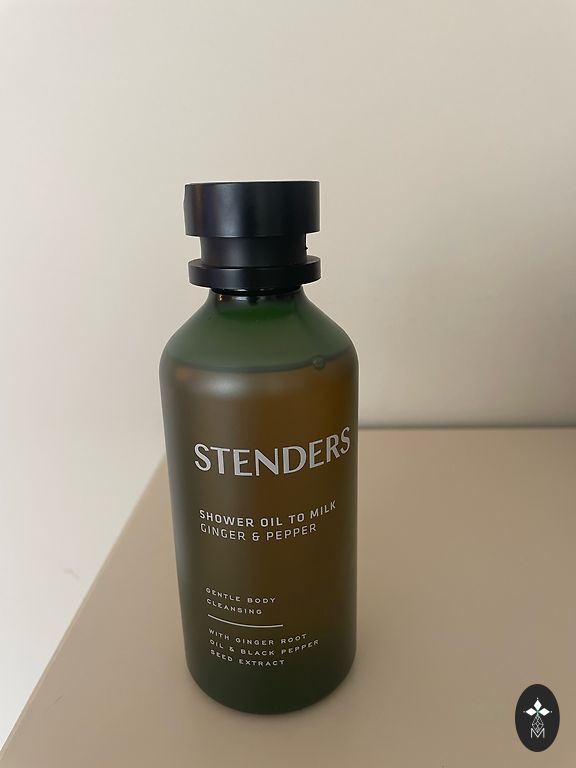 STENDERS
SHOWER OIL TO MILK
GINGER & PEPPER
GENTLE BODY
CLEANSING
WITH GINGER ROOT
OIL & BLACK PEPPER
SEED EXTRACT
M